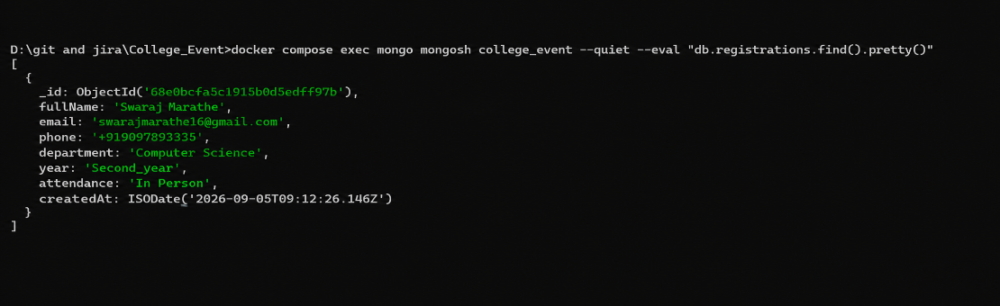 D:\git and jira\College_Event>docker compose exec mongo mongosh college_event --quiet --eval "db.registrations.find().pretty()"
[
  {
    _id: ObjectId('68e0bcfa5c1915b0d5edff97b'),
    fullName: 'Swaraj Marathe',
    email: 'swarajmarathe16@gmail.com',
    phone: '+919097893335',
    department: 'Computer Science',
    year: 'Second_year',
    attendance: 'In Person',
    createdAt: ISODate('2026-09-05T09:12:26.146Z')
  }
]